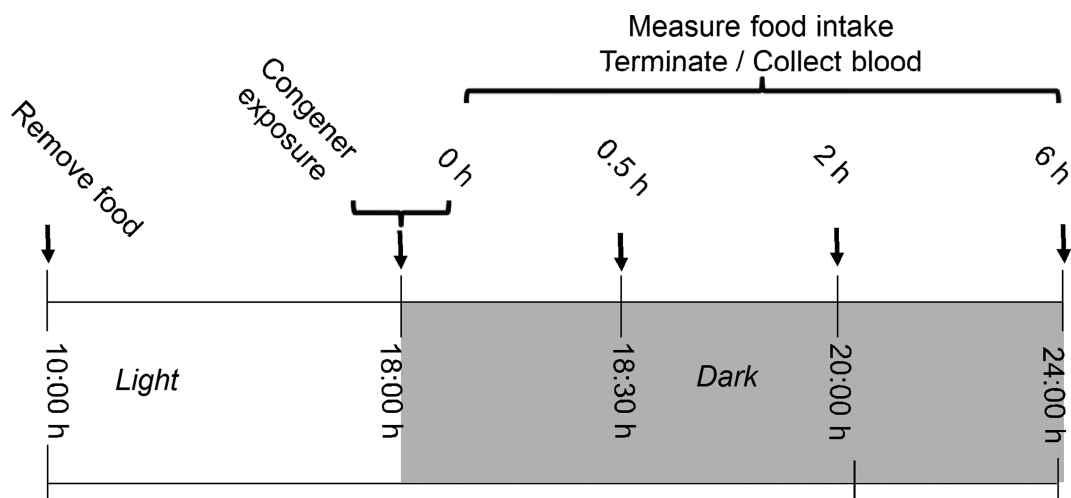 Measure food intake
Terminate / Collect blood
Congener
exposure
Remove food
0 h
0.5 h
2 h
6 h
10:00 h
Light
18:00 h
18:30 h
Dark
20:00 h
24:00 h